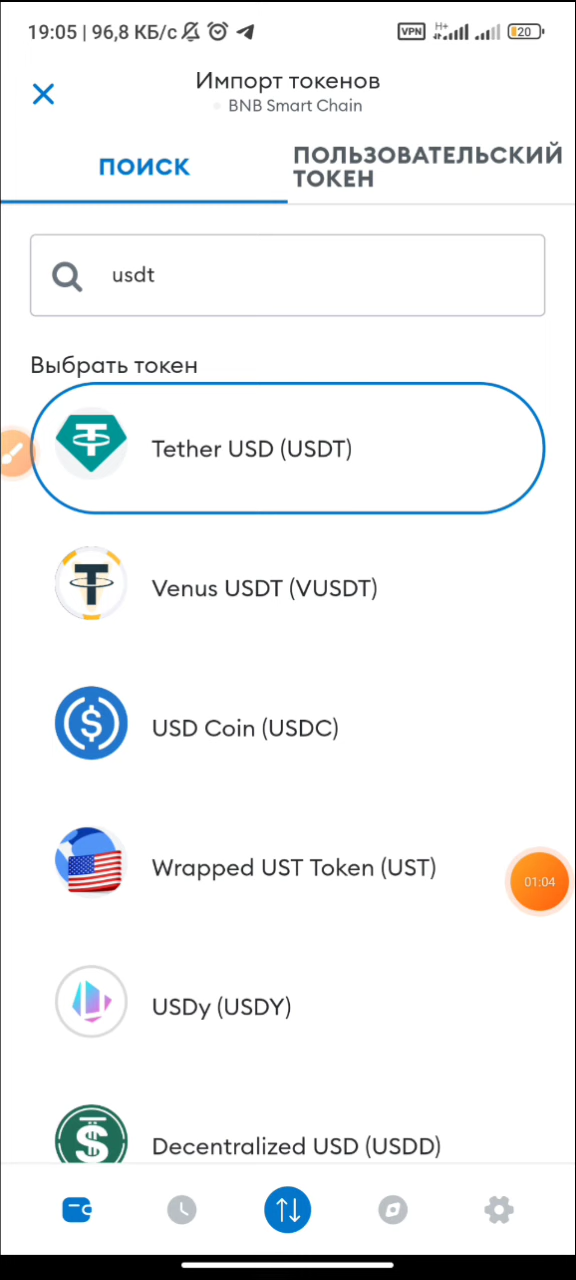 19:05 | 96,8 КБ/с
VPN H+ 20
Импорт токенов
BNB Smart Chain
ПОИСК
ПОЛЬЗОВАТЕЛЬСКИЙ
ТОКЕН
usdt
Выбрать токен
Tether USD (USDT)
Venus USDT (VUSDT)
USD Coin (USDC)
Wrapped UST Token (UST)
01:04
USDy (USDY)
Decentralized USD (USDD)